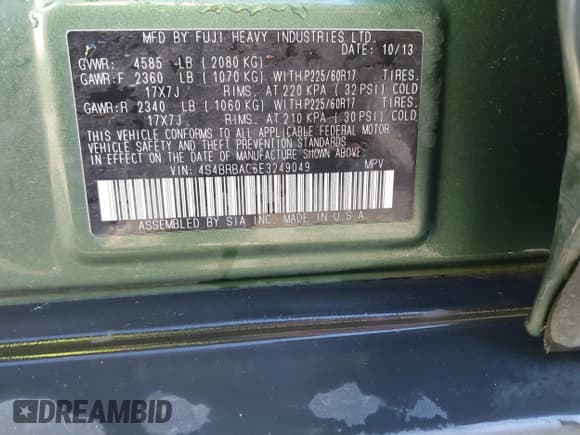 MFD BY FUJI HEAVY INDUSTRIES LTD.
DATE: 10/13
GVWR: 4585 LB (2080 KG)
GAWR:F 2360 LB (1070 KG) WITH P225/60R17 TIRES.
17X7J RIMS. AT 220 KPA (32 PSI) COLD
GAWR:R 2340 LB (1060 KG) WITH P225/60R17 TIRES.
17X7J RIMS. AT 210 KPA (30 PSI) COLD
THIS VEHICLE CONFORMS TO ALL APPLICABLE FEDERAL MOTOR
VEHICLE SAFETY AND THEFT PREVENTION STANDARDS
IN EFFECT ON THE DATE OF MANUFACTURE SHOWN ABOVE.
VIN: 4S4BRBAC6E3249049 MPV
ASSEMBLED BY SIA INC. MADE IN U.S.A.
DREAMBID